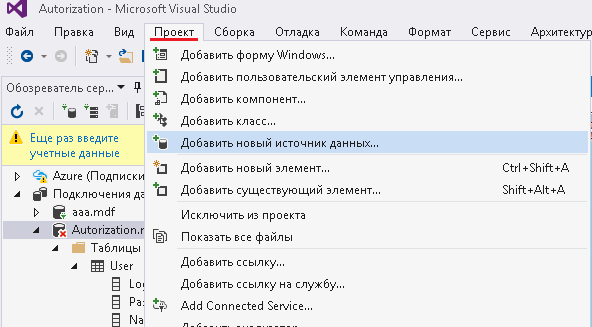 Autorization - Microsoft Visual Studio
Файл Правка Вид Проект Сборка Отладка Команда Формат Сервис Архитектур
Добавить форму Windows...
Добавить пользовательский элемент управления...
Обозреватель сер...
Добавить компонент...
Добавить класс...
Еще раз введите
учетные данные
Добавить новый источник данных...
Azure (Подписки
Добавить новый элемент... Ctrl+Shift+A
Подключения да
Добавить существующий элемент... Shift+Alt+A
aaa.mdf
Исключить из проекта
Autorization.m
Показать все файлы
Таблицы
User
Добавить ссылку...
Log
Добавить ссылку на службу...
Pas
Add Connected Service...
Na